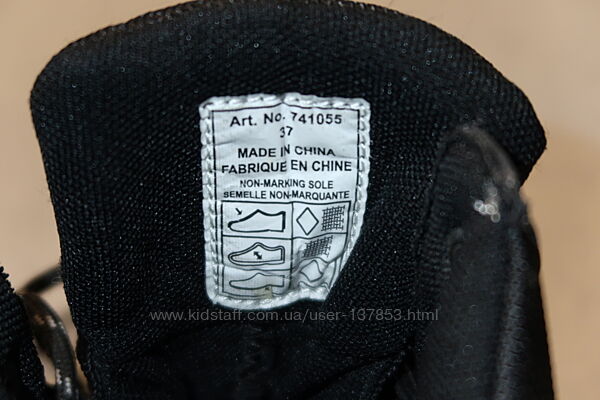 Art. No. 741055
37
MADE IN CHINA
FABRIQUE EN CHINE
NON-MARKING SOLE
SEMELLE NON-MARQUANTE
www.kidstaff.com.ua/user-137853.html